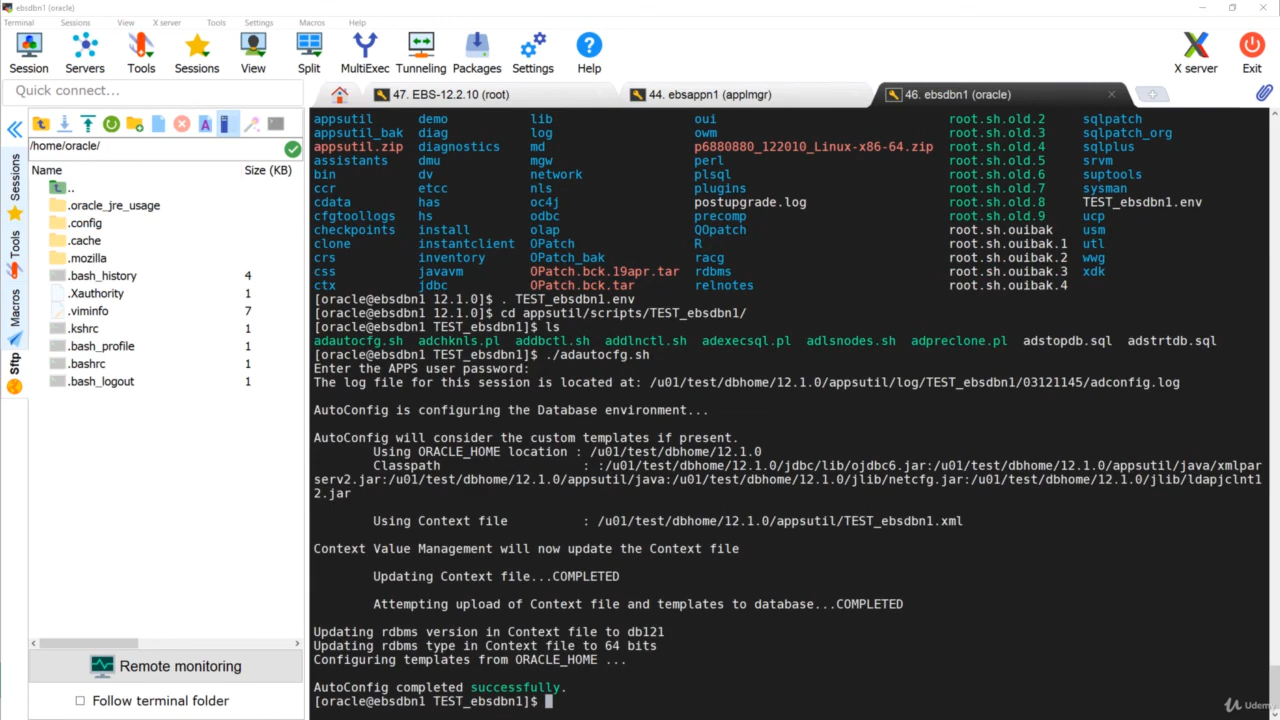 ebsdbn1 (oracle)
Terminal Sessions View X server Tools Settings Macros Help
Session Servers Tools Sessions View Split MultiExec Tunneling Packages Settings Help X server Exit
Quick connect...
47. EBS-12.2.10 (root) 44. ebsappn1 (applmgr) 46. ebsdbn1 (oracle)
/home/oracle/
Name Size (KB)
..
.oracle_jre_usage
.config
.cache
.mozilla
.bash_history 4
.Xauthority 1
.viminfo 7
.kshrc 1
.bash_profile 1
.bashrc 1
.bash_logout 1
Sessions
Tools
Macros
Sftp
Remote monitoring
Follow terminal folder
appsutil demo lib oui root.sh.old.2 sqlpatch
appsutil_bak diag log owm root.sh.old.3 sqlpatch_org
appsutil.zip diagnostics md p6880880_122010_Linux-x86-64.zip root.sh.old.4 sqlplus
assistants dmu mgw perl root.sh.old.5 srvm
bin dv network plsql root.sh.old.6 suptools
ccr etcc nls plugins root.sh.old.7 sysman
cdata has oc4j postupgrade.log root.sh.old.8 TEST_ebsdbn1.env
cfgtoollogs hs odbc precomp root.sh.old.9 ucp
checkpoints install olap QOpatch root.sh.ouibak usm
clone instantclient OPatch R root.sh.ouibak.1 utl
crs inventory OPatch_bak racg root.sh.ouibak.2 wwg
css javavm OPatch.bck.19apr.tar rdbms root.sh.ouibak.3 xdk
ctx jdbc OPatch.bck.tar relnotes root.sh.ouibak.4
[oracle@ebsdbn1 12.1.0]$ . TEST_ebsdbn1.env
[oracle@ebsdbn1 12.1.0]$ cd appsutil/scripts/TEST_ebsdbn1/
[oracle@ebsdbn1 TEST_ebsdbn1]$ ls
adautocfg.sh adchknls.pl addbctl.sh addlnctl.sh adexecsql.pl adlsnodes.sh adpreclone.pl adstopdb.sql adstrtdb.sql
[oracle@ebsdbn1 TEST_ebsdbn1]$ ./adautocfg.sh
Enter the APPS user password:
The log file for this session is located at: /u01/test/dbhome/12.1.0/appsutil/log/TEST_ebsdbn1/03121145/adconfig.log
AutoConfig is configuring the Database environment...
AutoConfig will consider the custom templates if present.
Using ORACLE_HOME location : /u01/test/dbhome/12.1.0
Classpath : :/u01/test/dbhome/12.1.0/jdbc/lib/ojdbc6.jar:/u01/test/dbhome/12.1.0/appsutil/java/xmlpar
serv2.jar:/u01/test/dbhome/12.1.0/appsutil/java:/u01/test/dbhome/12.1.0/jlib/netcfg.jar:/u01/test/dbhome/12.1.0/jlib/ldapjclnt1
2.jar
Using Context file : /u01/test/dbhome/12.1.0/appsutil/TEST_ebsdbn1.xml
Context Value Management will now update the Context file
Updating Context file...COMPLETED
Attempting upload of Context file and templates to database...COMPLETED
Updating rdbms version in Context file to db121
Updating rdbms type in Context file to 64 bits
Configuring templates from ORACLE_HOME ...
AutoConfig completed successfully.
[oracle@ebsdbn1 TEST_ebsdbn1]$
Udemy